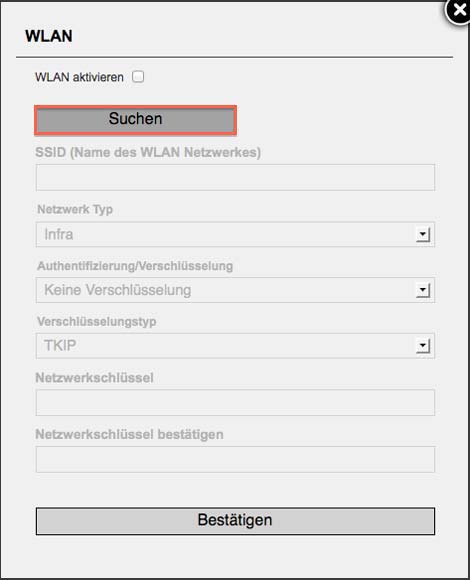 WLAN
WLAN aktivieren
Suchen
SSID (Name des WLAN Netzwerkes)
Netzwerk Typ
Infra
Authentifizierung/Verschlüsselung
Keine Verschlüsselung
Verschlüsselungstyp
TKIP
Netzwerkschlüssel
Netzwerkschlüssel bestätigen
Bestätigen